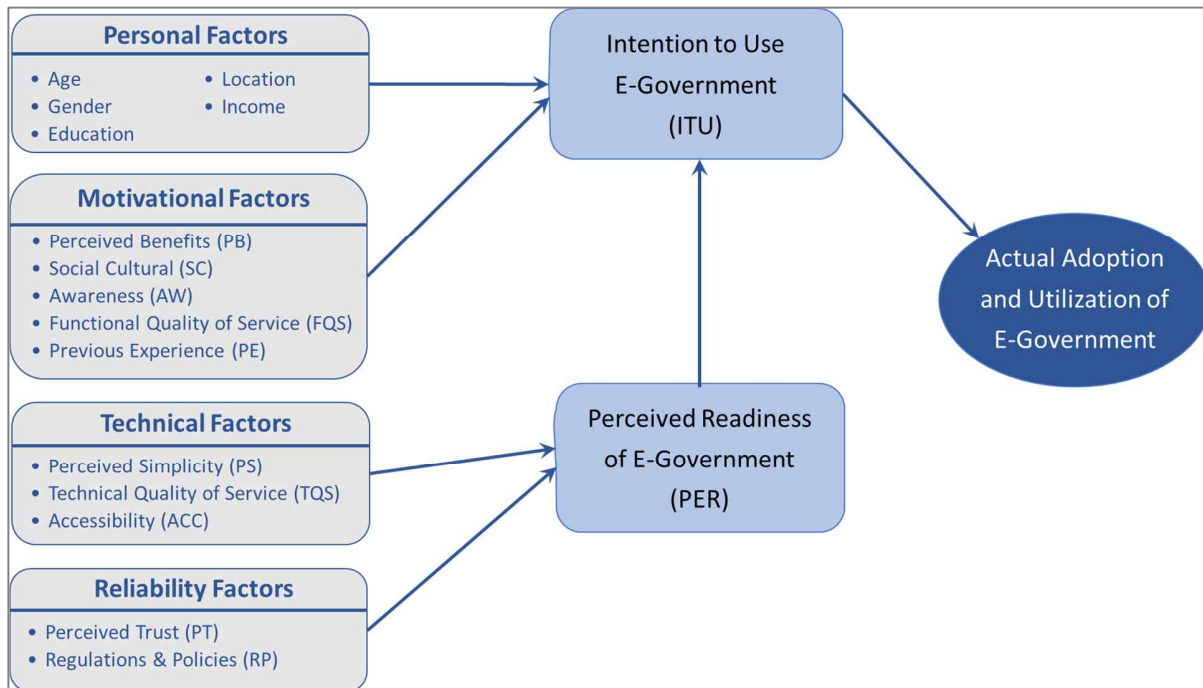 Personal Factors
• Age
• Gender
• Education
• Location
• Income
Motivational Factors
• Perceived Benefits (PB)
• Social Cultural (SC)
• Awareness (AW)
• Functional Quality of Service (FQS)
• Previous Experience (PE)
Technical Factors
• Perceived Simplicity (PS)
• Technical Quality of Service (TQS)
• Accessibility (ACC)
Reliability Factors
• Perceived Trust (PT)
• Regulations & Policies (RP)
Intention to Use
E-Government
(ITU)
Perceived Readiness
of E-Government
(PER)
Actual Adoption
and Utilization of
E-Government